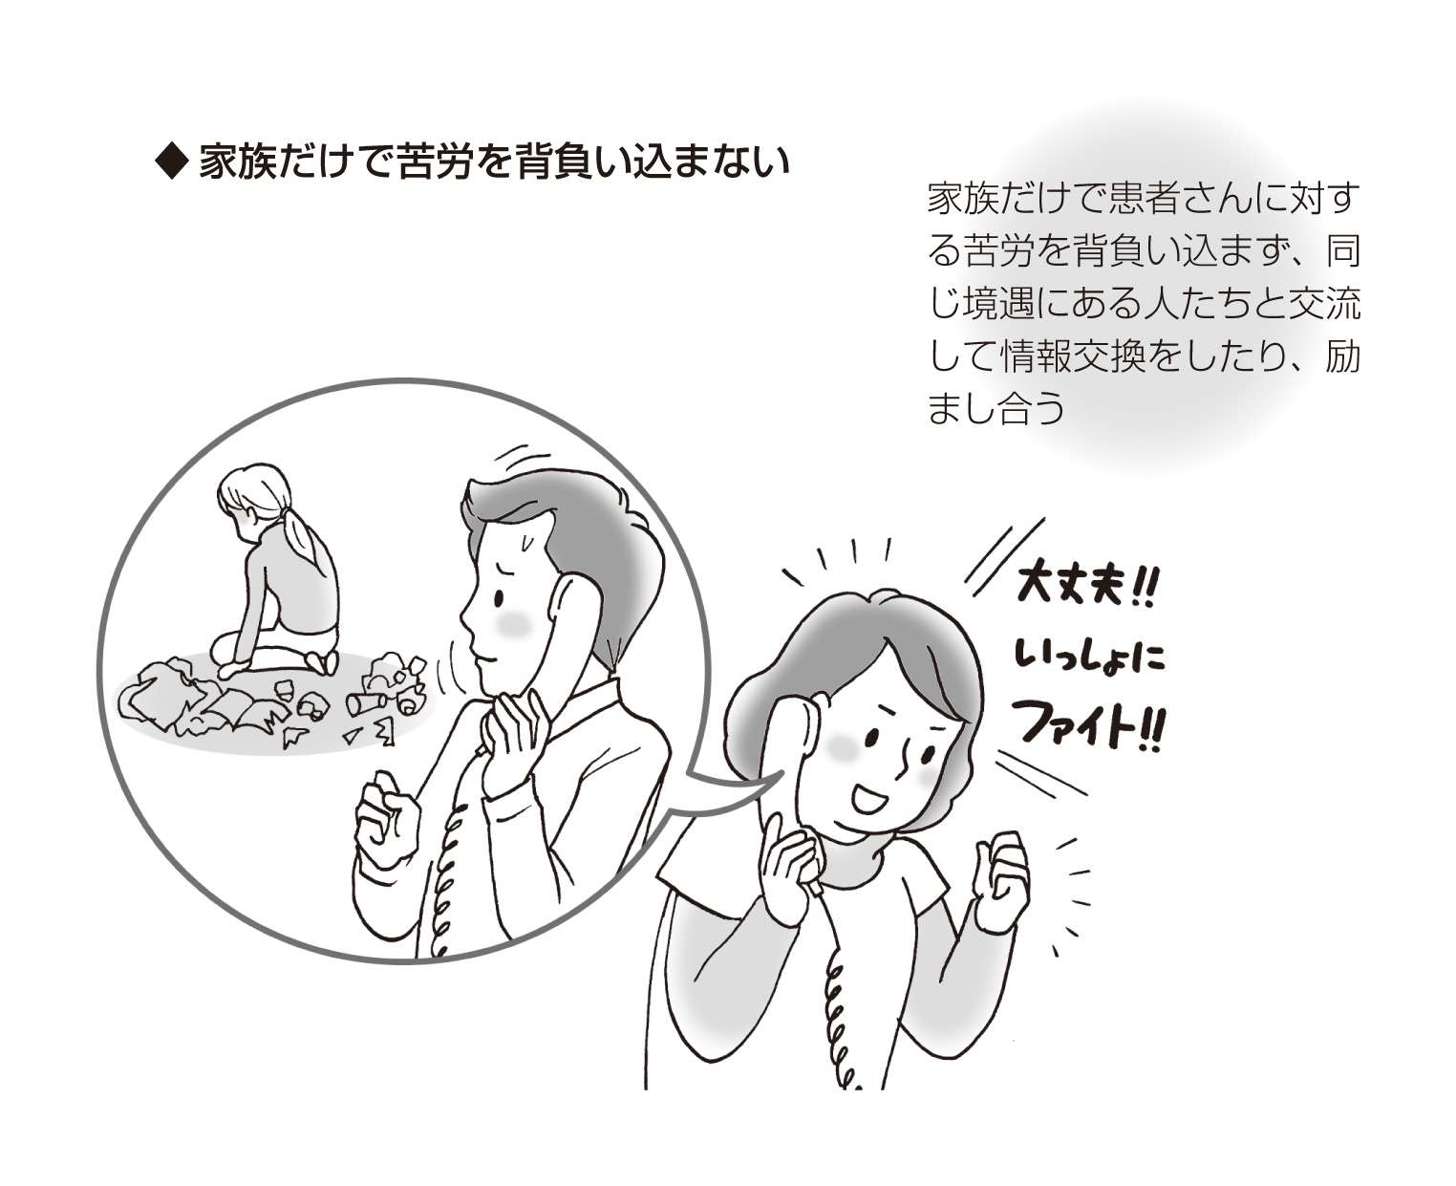 ◆ 家族だけで苦労を背負い込まない
家族だけで患者さんに対す
る苦労を背負い込まず、同
じ境遇にある人たちと交流
して情報交換をしたり、励
まし合う
大丈夫!!
いっしょに
ファイト!!